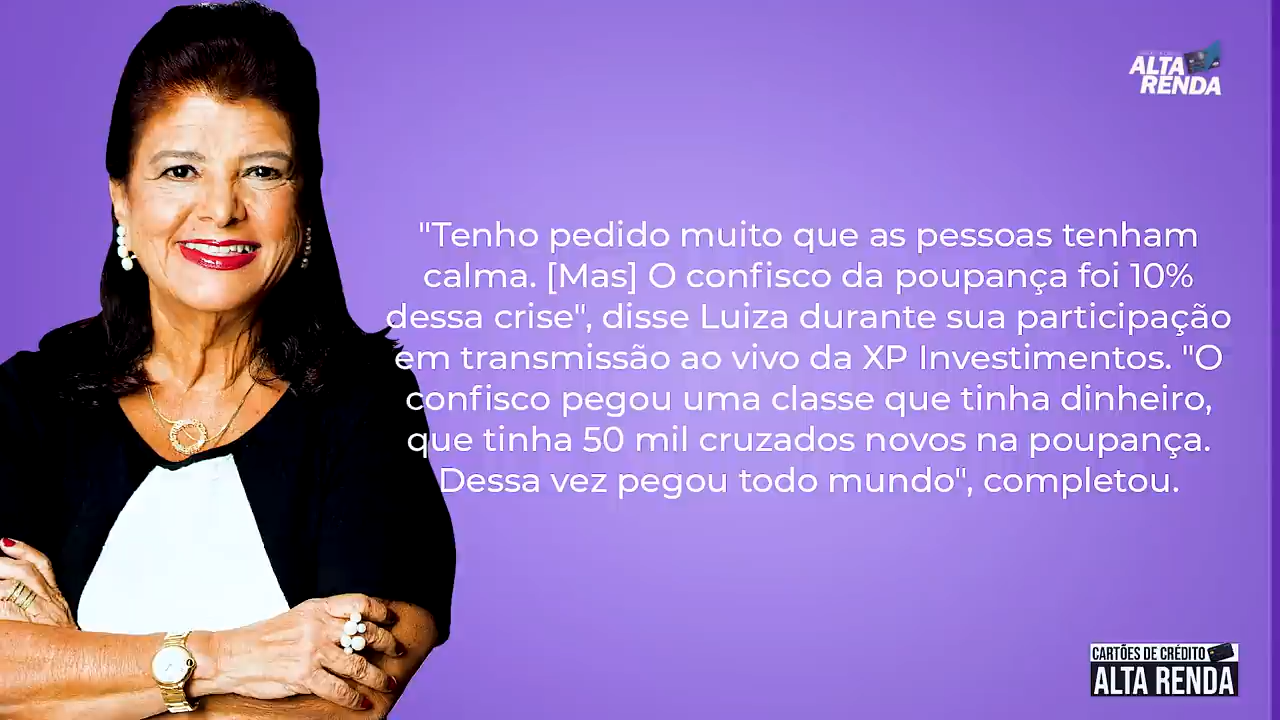 ALTA
RENDA
"Tenho pedido muito que as pessoas tenham
calma. [Mas] O confisco da poupança foi 10%
dessa crise", disse Luiza durante sua participação
em transmissão ao vivo da XP Investimentos. "O
confisco pegou uma classe que tinha dinheiro,
que tinha 50 mil cruzados novos na poupança.
Dessa vez pegou todo mundo", completou.
CARTÕES DE CRÉDITO
ALTA RENDA